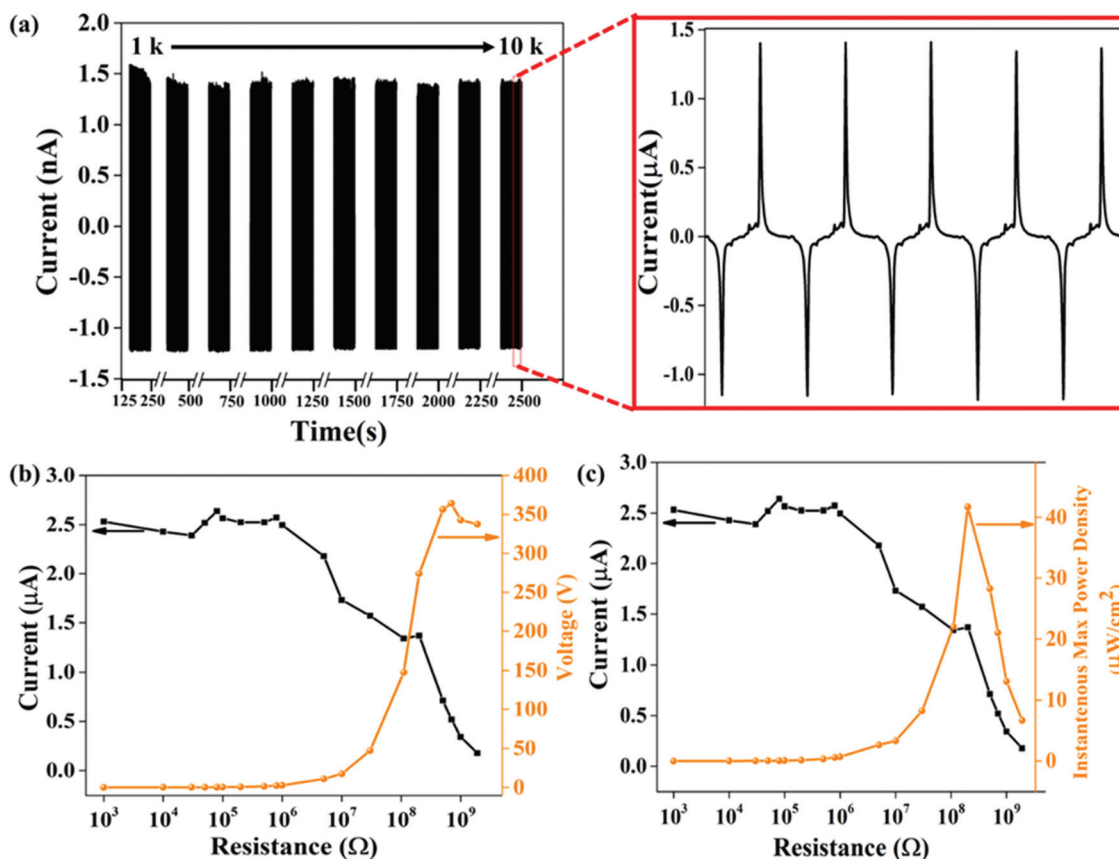 (a)
2.0
1.5
1.0
0.5
0.0
-0.5
-1.0
-1.5
Current (nA)
1 k
10 k
125 250 500 750 1000 1250 1500 1750 2000 2250 2500
Time(s)
1.5
1.0
0.5
0.0
-0.5
-1.0
Current(μA)
(b)
3.0
2.5
2.0
1.5
1.0
0.5
0.0
Current (μA)
400
350
300
250
200
150
100
50
0
Voltage (V)
10³ 10⁴ 10⁵ 10⁶ 10⁷ 10⁸ 10⁹
Resistance (Ω)
(c)
3.0
2.5
2.0
1.5
1.0
0.5
0.0
Current (μA)
40
30
20
10
0
Instantenous Max Power Density
(μW/cm²)
10³ 10⁴ 10⁵ 10⁶ 10⁷ 10⁸ 10⁹
Resistance (Ω)